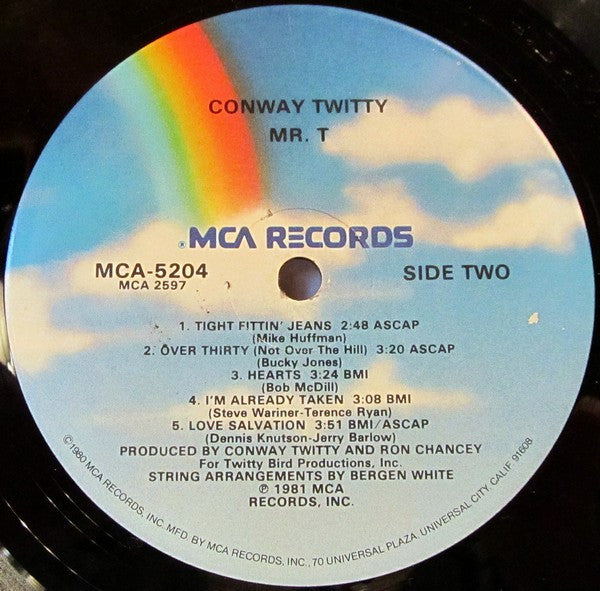 CONWAY TWITTY
MR. T
MCA RECORDS
MCA-5204
MCA 2597
SIDE TWO
1. TIGHT FITTIN' JEANS 2:48 ASCAP
(Mike Huffman)
2. OVER THIRTY (Not Over The Hill) 3:20 ASCAP
(Bucky Jones)
3. HEARTS 3:24 BMI
(Bob McDill)
4. I'M ALREADY TAKEN 3:08 BMI
(Steve Wariner-Terence Ryan)
5. LOVE SALVATION 3:51 BMI/ASCAP
(Dennis Knutson-Jerry Barlow)
PRODUCED BY CONWAY TWITTY AND RON CHANCEY
For Twitty Bird Productions, Inc.
STRING ARRANGEMENTS BY BERGEN WHITE
℗ 1981 MCA
RECORDS, INC.
©1980 MCA RECORDS, INC. MFD BY MCA RECORDS, INC., 70 UNIVERSAL PLAZA, UNIVERSAL CITY, CALIF. 91608